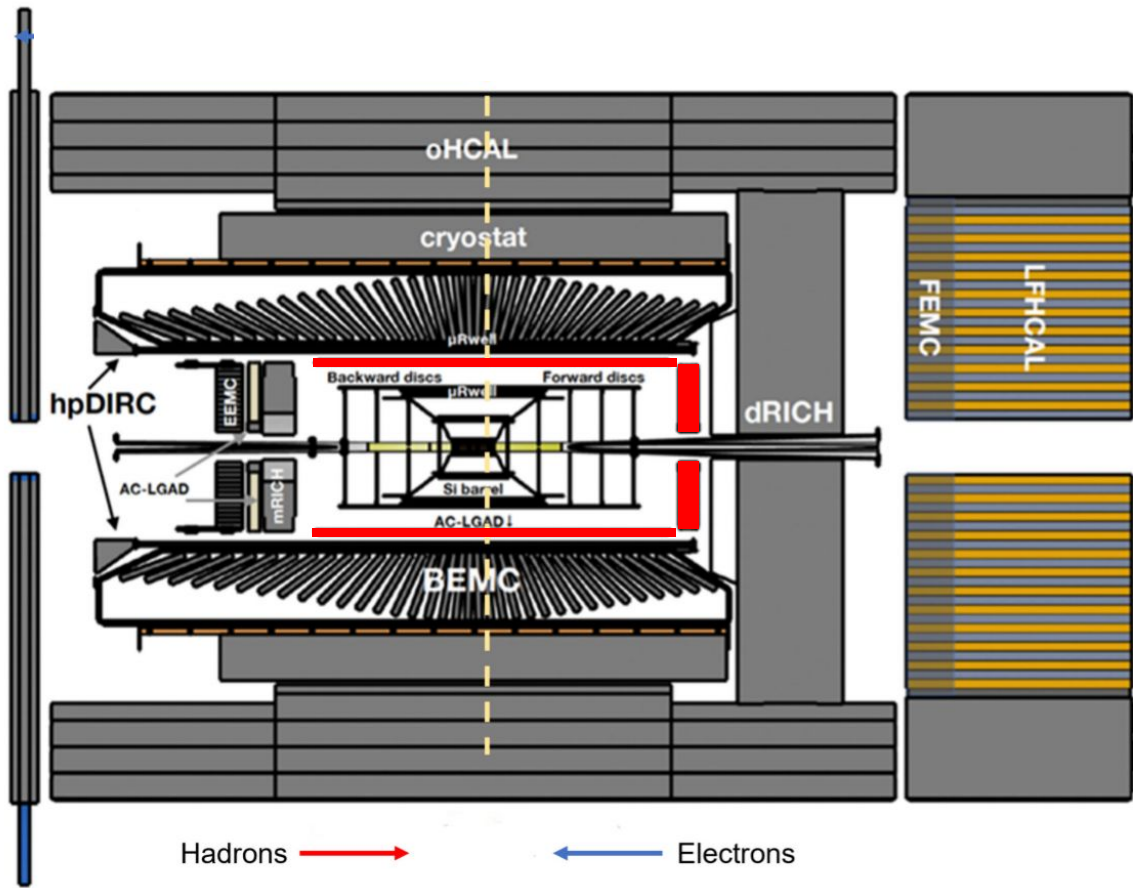 oHCAL
cryostat
μRwell
Backward discs
Forward discs
μRwell
hpDIRC
EEMC
dRICH
FEMC
LFHCAL
AC-LGAD
mRICH
Si barrel
AC-LGAD↓
BEMC
Hadrons
Electrons